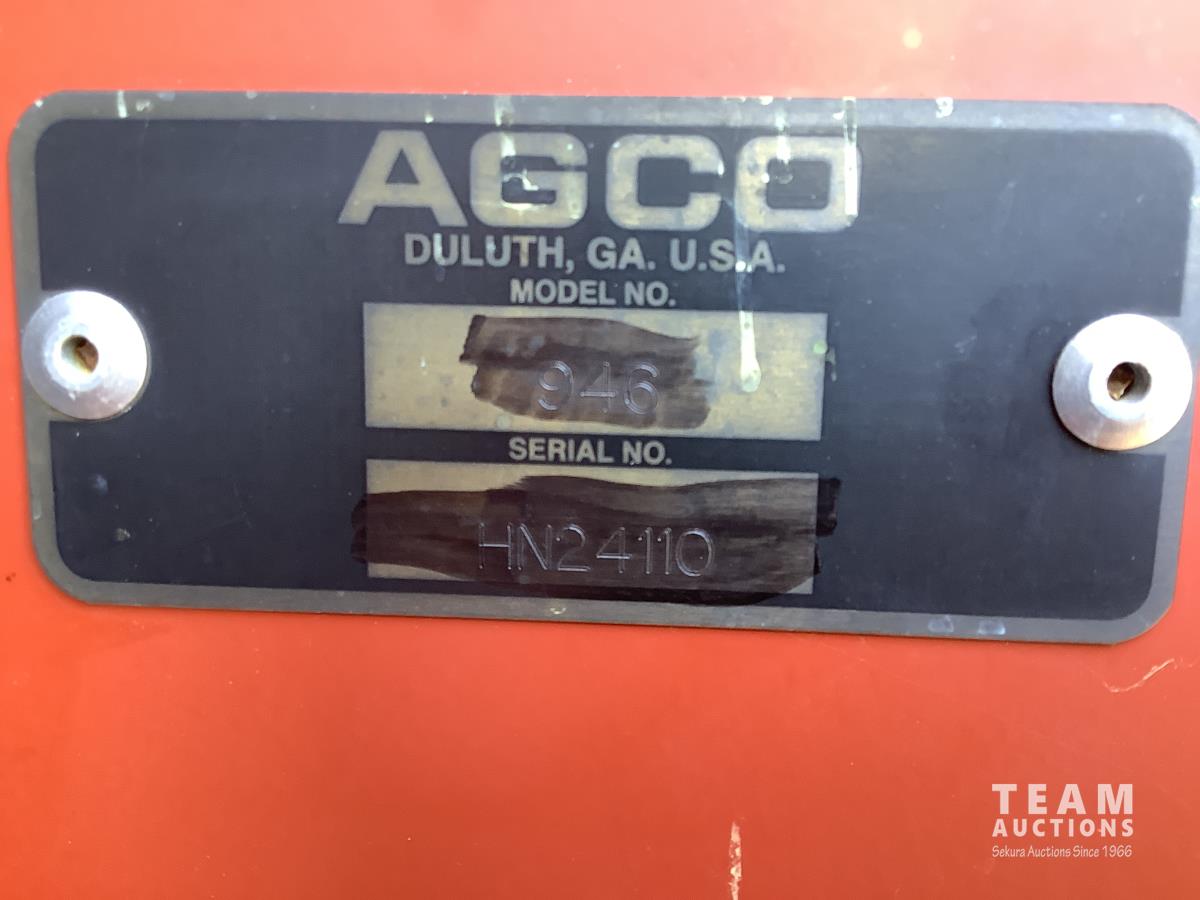 AGCO
DULUTH, GA. U.S.A.
MODEL NO.
946
SERIAL NO.
HN24110
TEAM
AUCTIONS
Sekura Auctions Since 1966